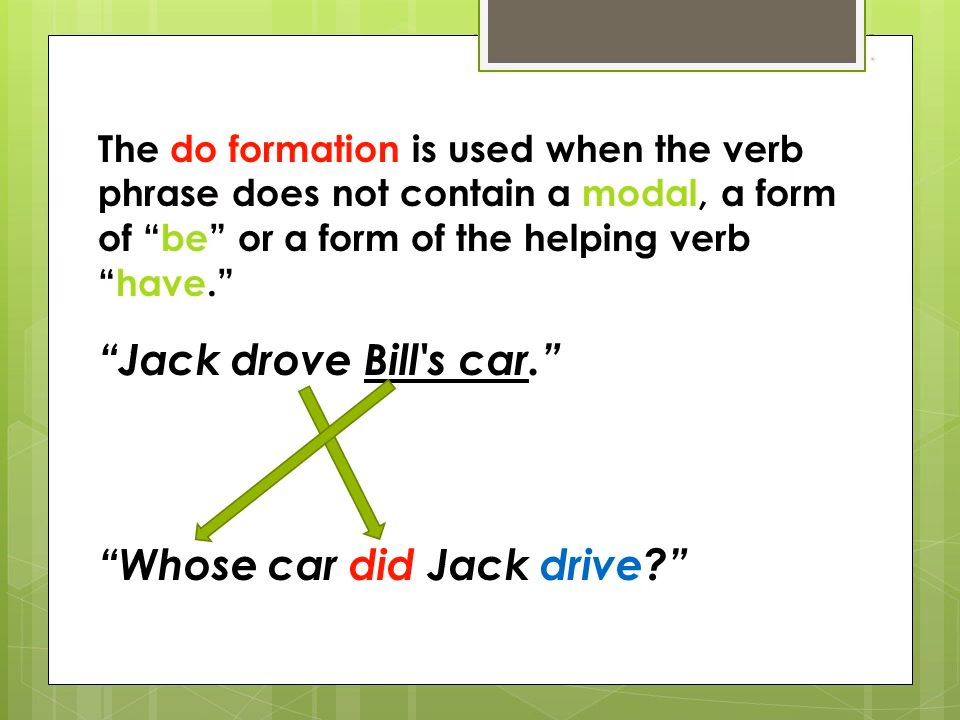 The do formation is used when the verb
phrase does not contain a modal, a form
of “be” or a form of the helping verb
“have.”
“Jack drove Bill's car.”
“Whose car did Jack drive?”